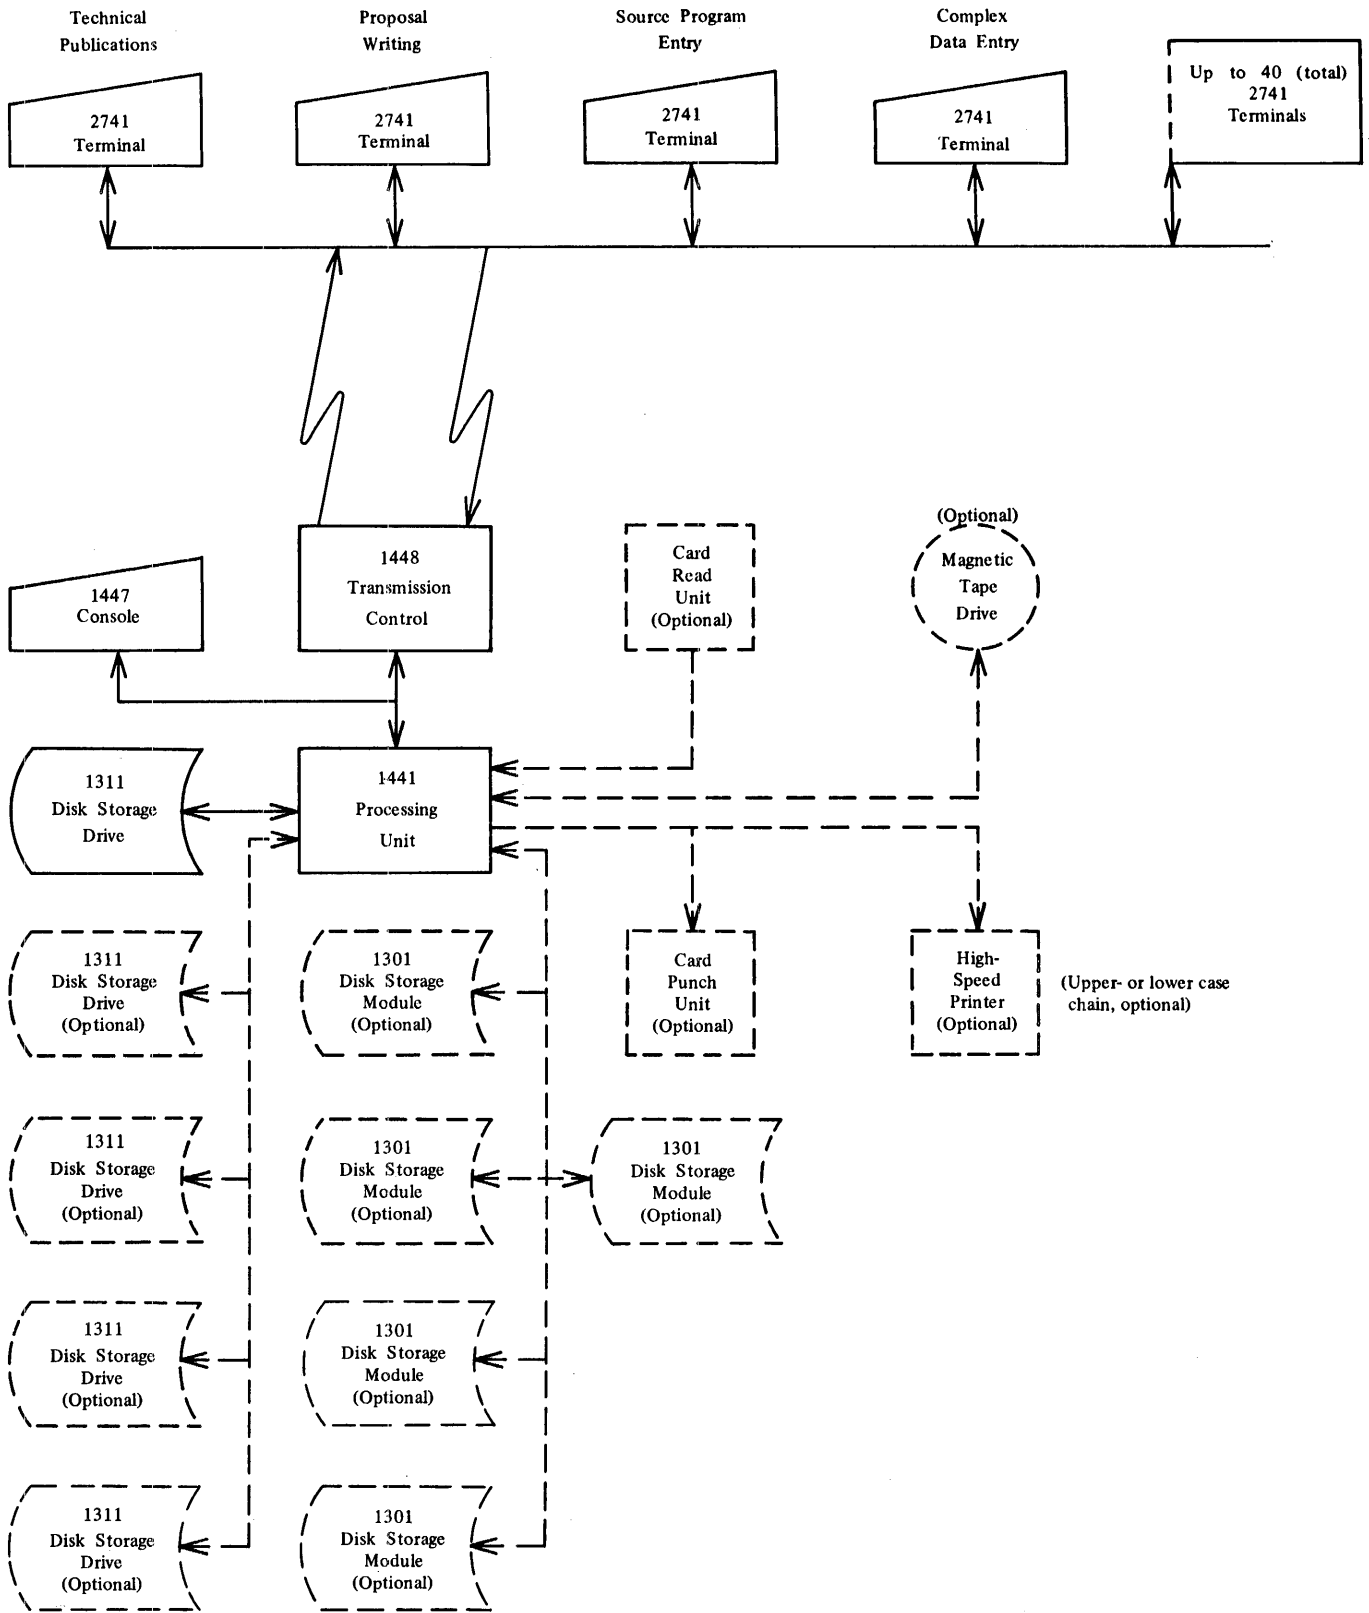 Technical
Publications
Proposal
Writing
Source Program
Entry
Complex
Data Entry
2741
Terminal
2741
Terminal
2741
Terminal
2741
Terminal
Up to 40 (total)
2741
Terminals
1447
Console
1448
Transmission
Control
Card
Read
Unit
(Optional)
(Optional)
Magnetic
Tape
Drive
1311
Disk Storage
Drive
1441
Processing
Unit
1311
Disk Storage
Drive
(Optional)
1301
Disk Storage
Module
(Optional)
Card
Punch
Unit
(Optional)
High-
Speed
Printer
(Optional)
(Upper- or lower case
chain, optional)
1311
Disk Storage
Drive
(Optional)
1301
Disk Storage
Module
(Optional)
1301
Disk Storage
Module
(Optional)
1311
Disk Storage
Drive
(Optional)
1301
Disk Storage
Module
(Optional)
1311
Disk Storage
Drive
(Optional)
1301
Disk Storage
Module
(Optional)